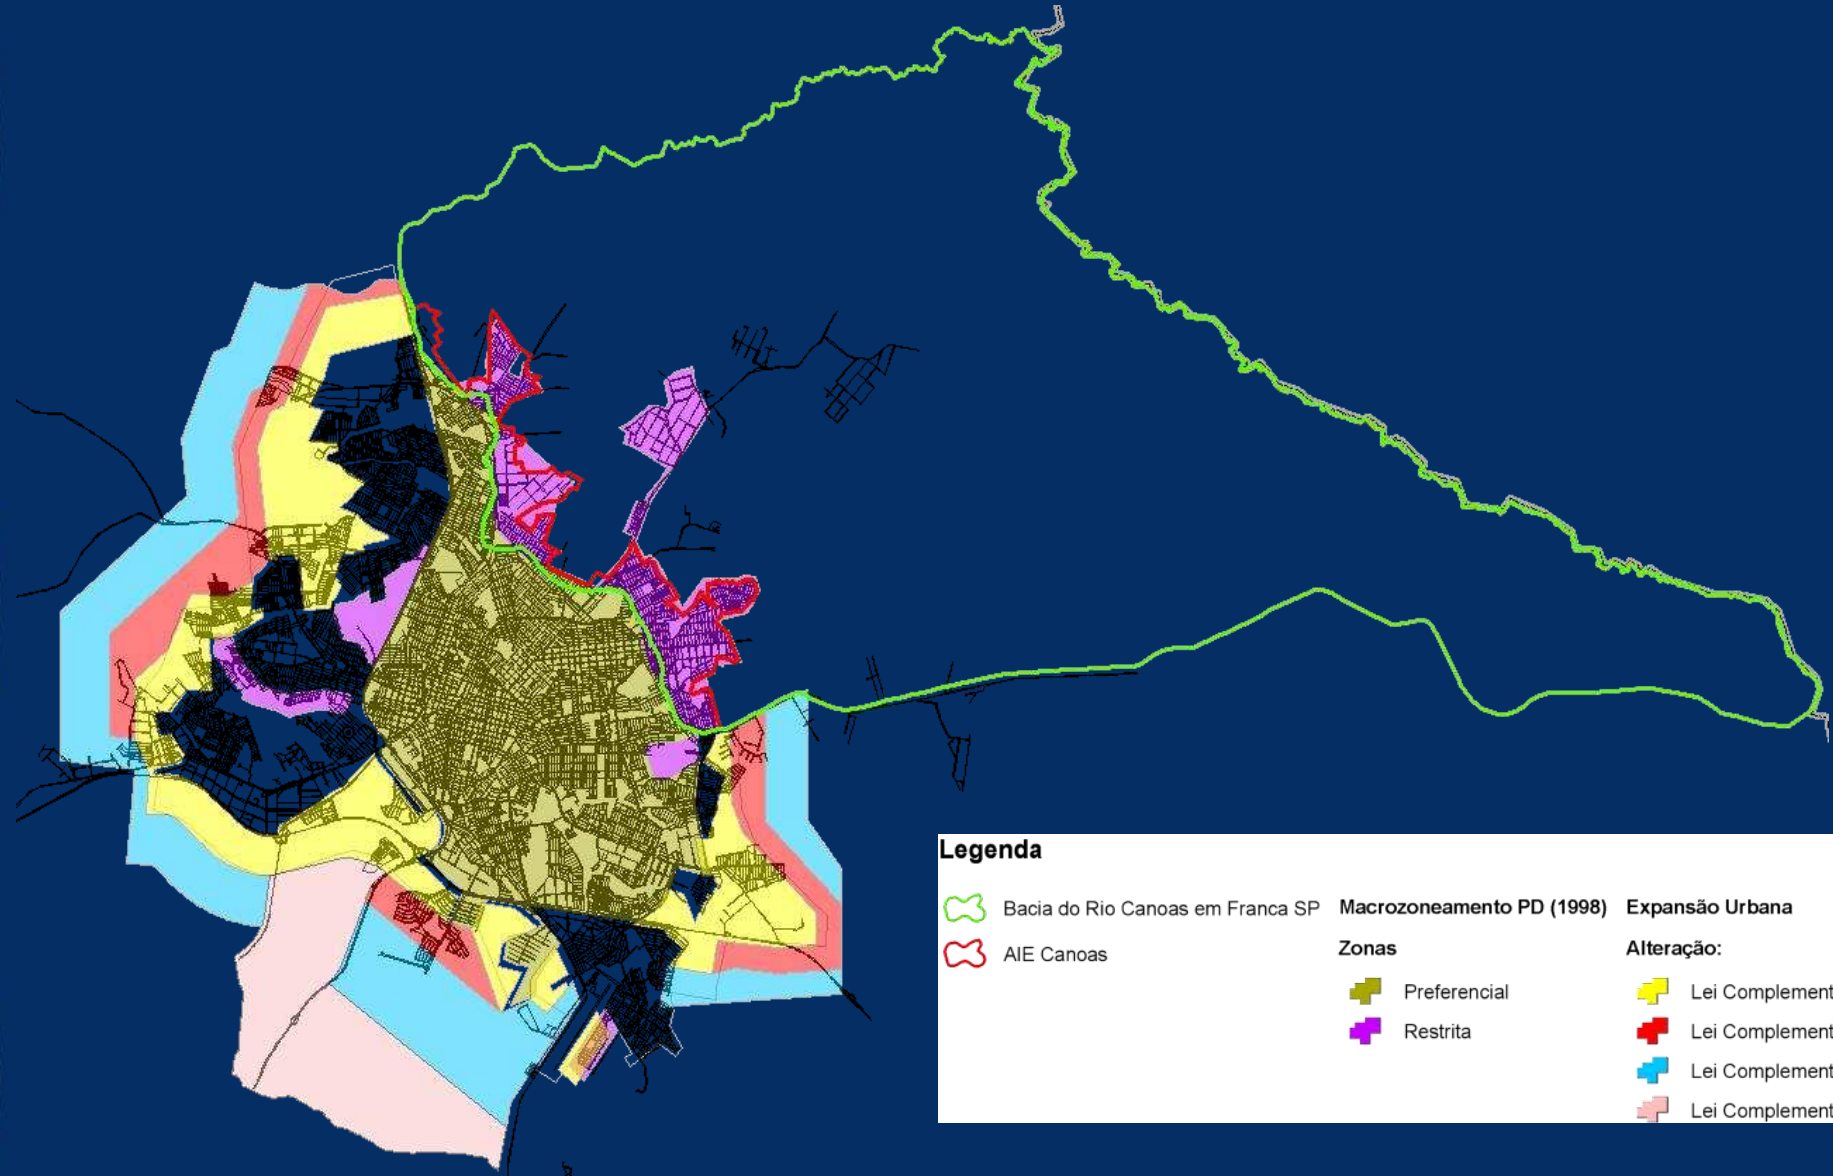 Legenda
Bacia do Rio Canoas em Franca SP
AIE Canoas
Macrozoneamento PD (1998)
Zonas
Preferencial
Restrita
Expansão Urbana
Alteração:
Lei Complement
Lei Complement
Lei Complement
Lei Complement